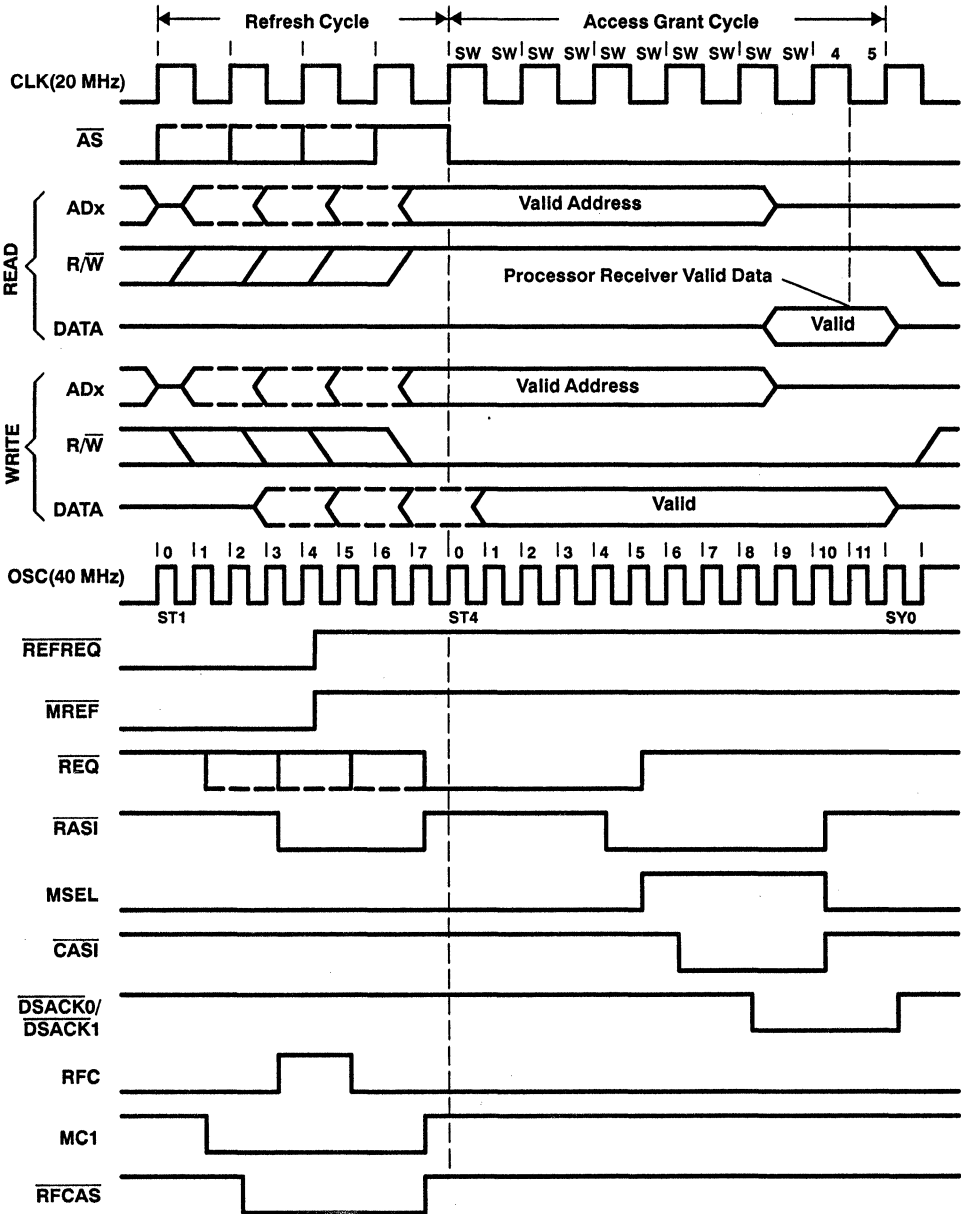 Refresh Cycle Access Grant Cycle
SW SW SW SW SW SW SW SW SW SW 4 5
CLK(20 MHz)
AS
READ
ADx Valid Address
R/W
Processor Receiver Valid Data
DATA Valid
WRITE
ADx Valid Address
R/W
DATA Valid
0 1 2 3 4 5 6 7 0 1 2 3 4 5 6 7 8 9 10 11
OSC(40 MHz)
ST1 ST4 SY0
REFREQ
MREF
REQ
RASI
MSEL
CASI
DSACK0/
DSACK1
RFC
MC1
RFCAS